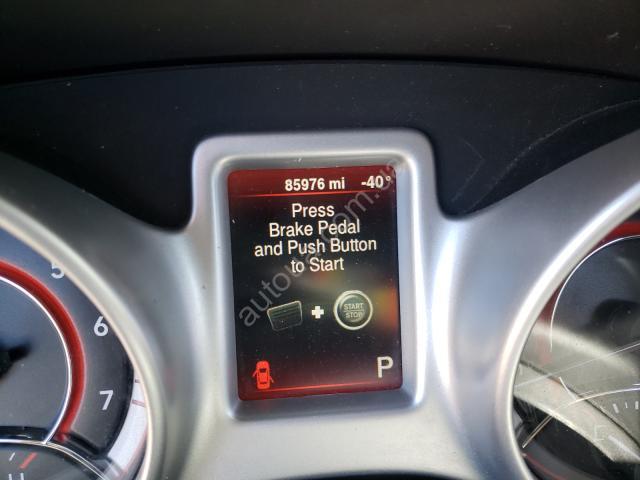 85976 mi -40°
Press
Brake Pedal
and Push Button
to Start
START
STOP
P
5
6
7
H
E